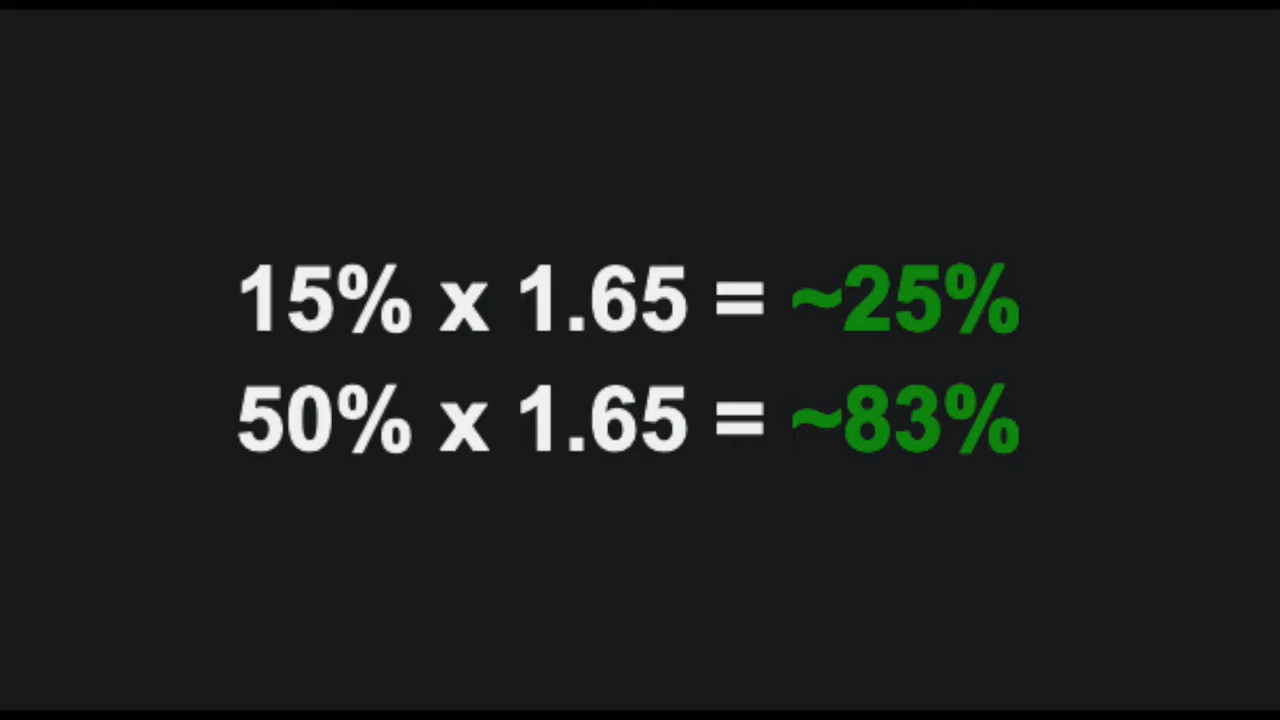 15% x 1.65 = ~25%
50% x 1.65 = ~83%